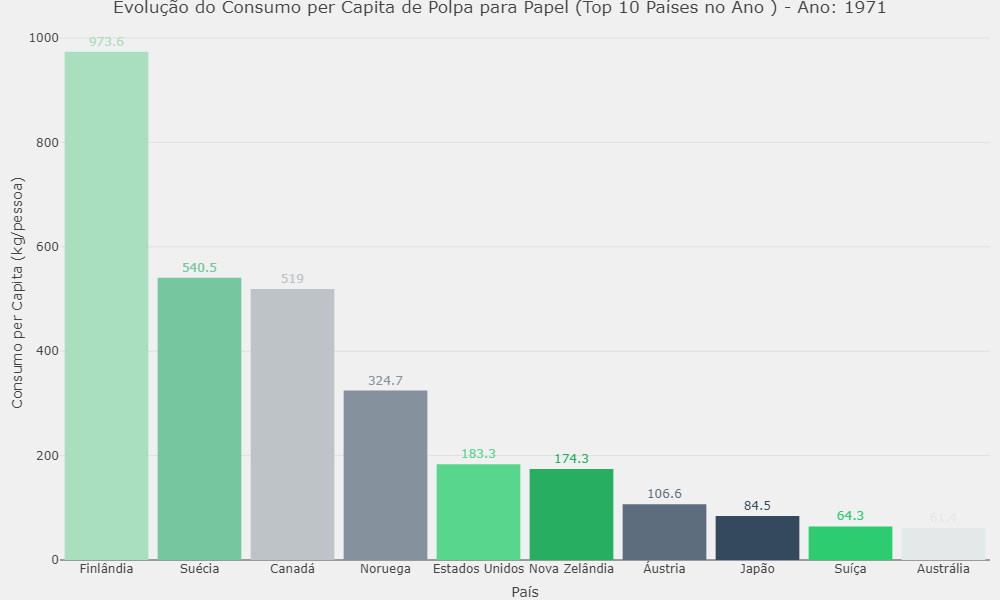 Evolução do Consumo per Capita de Polpa para Papel (Top 10 Países no Ano ) - Ano: 1971
Consumo per Capita (kg/pessoa)
1000
800
600
400
200
0
973.6
540.5
519
324.7
183.3
174.3
106.6
84.5
64.3
61.4
Finlândia
Suécia
Canadá
Noruega
Estados Unidos
Nova Zelândia
Áustria
Japão
Suíça
Austrália
País